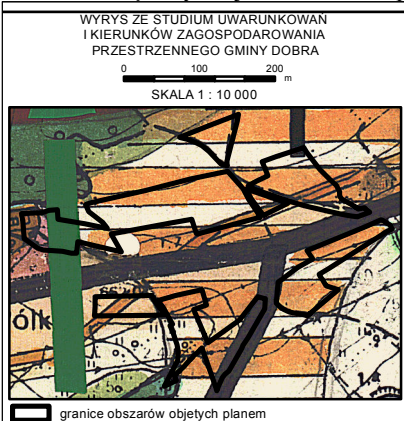 WYRYS ZE STUDIUM UWARUNKOWAŃ
I KIERUNKÓW ZAGOSPODAROWANIA
PRZESTRZENNEGO GMINY DOBRA
0 100 200
m
SKALA 1 : 10 000
ólk
granice obszarów objętych planem